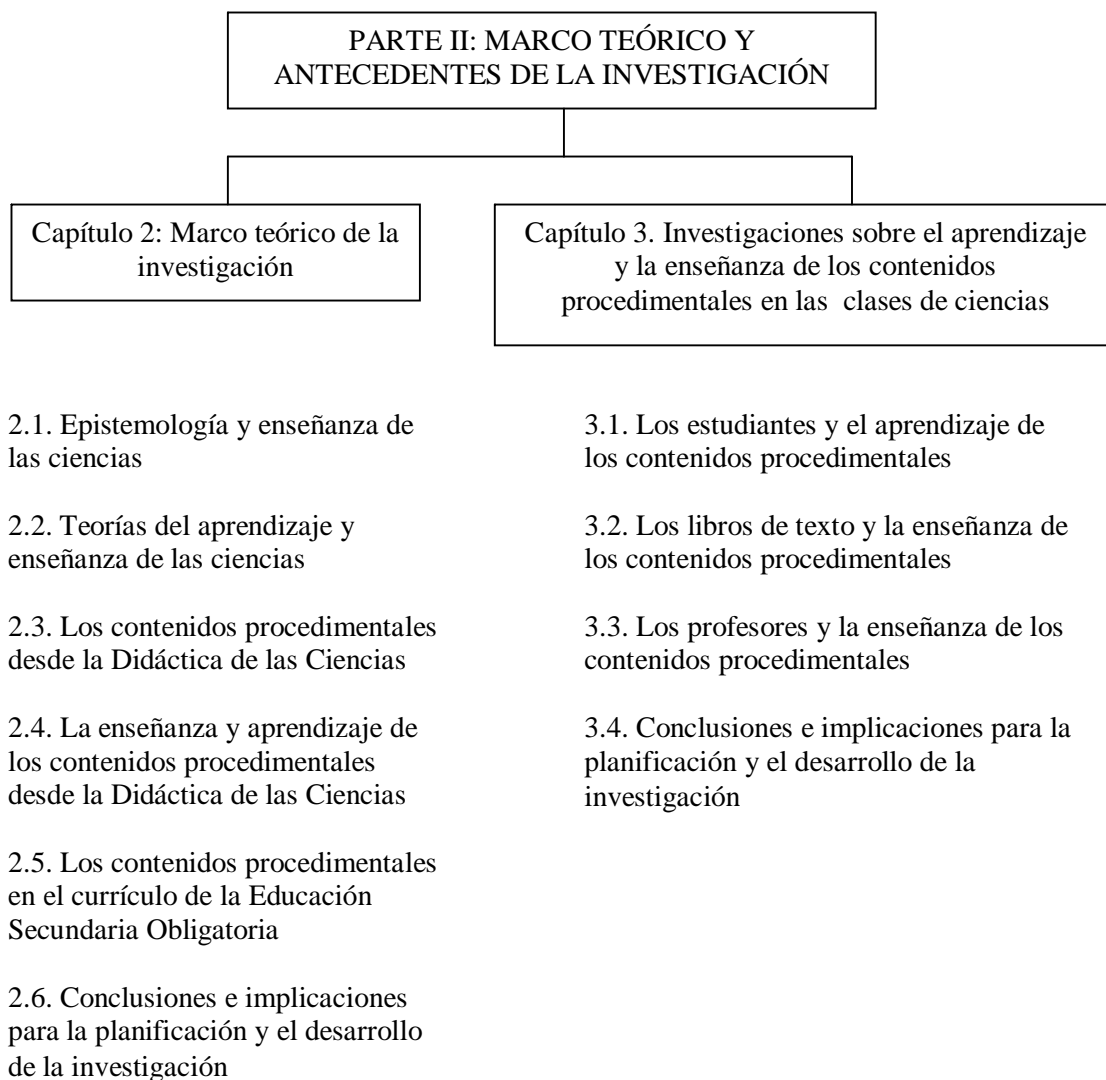 PARTE II: MARCO TEÓRICO Y
ANTECEDENTES DE LA INVESTIGACIÓN
Capítulo 2: Marco teórico de la
investigación
Capítulo 3. Investigaciones sobre el aprendizaje
y la enseñanza de los contenidos
procedimentales en las clases de ciencias
2.1. Epistemología y enseñanza de
las ciencias
2.2. Teorías del aprendizaje y
enseñanza de las ciencias
2.3. Los contenidos procedimentales
desde la Didáctica de las Ciencias
2.4. La enseñanza y aprendizaje de
los contenidos procedimentales
desde la Didáctica de las Ciencias
2.5. Los contenidos procedimentales
en el currículo de la Educación
Secundaria Obligatoria
2.6. Conclusiones e implicaciones
para la planificación y el desarrollo
de la investigación
3.1. Los estudiantes y el aprendizaje de
los contenidos procedimentales
3.2. Los libros de texto y la enseñanza de
los contenidos procedimentales
3.3. Los profesores y la enseñanza de los
contenidos procedimentales
3.4. Conclusiones e implicaciones para la
planificación y el desarrollo de la
investigación